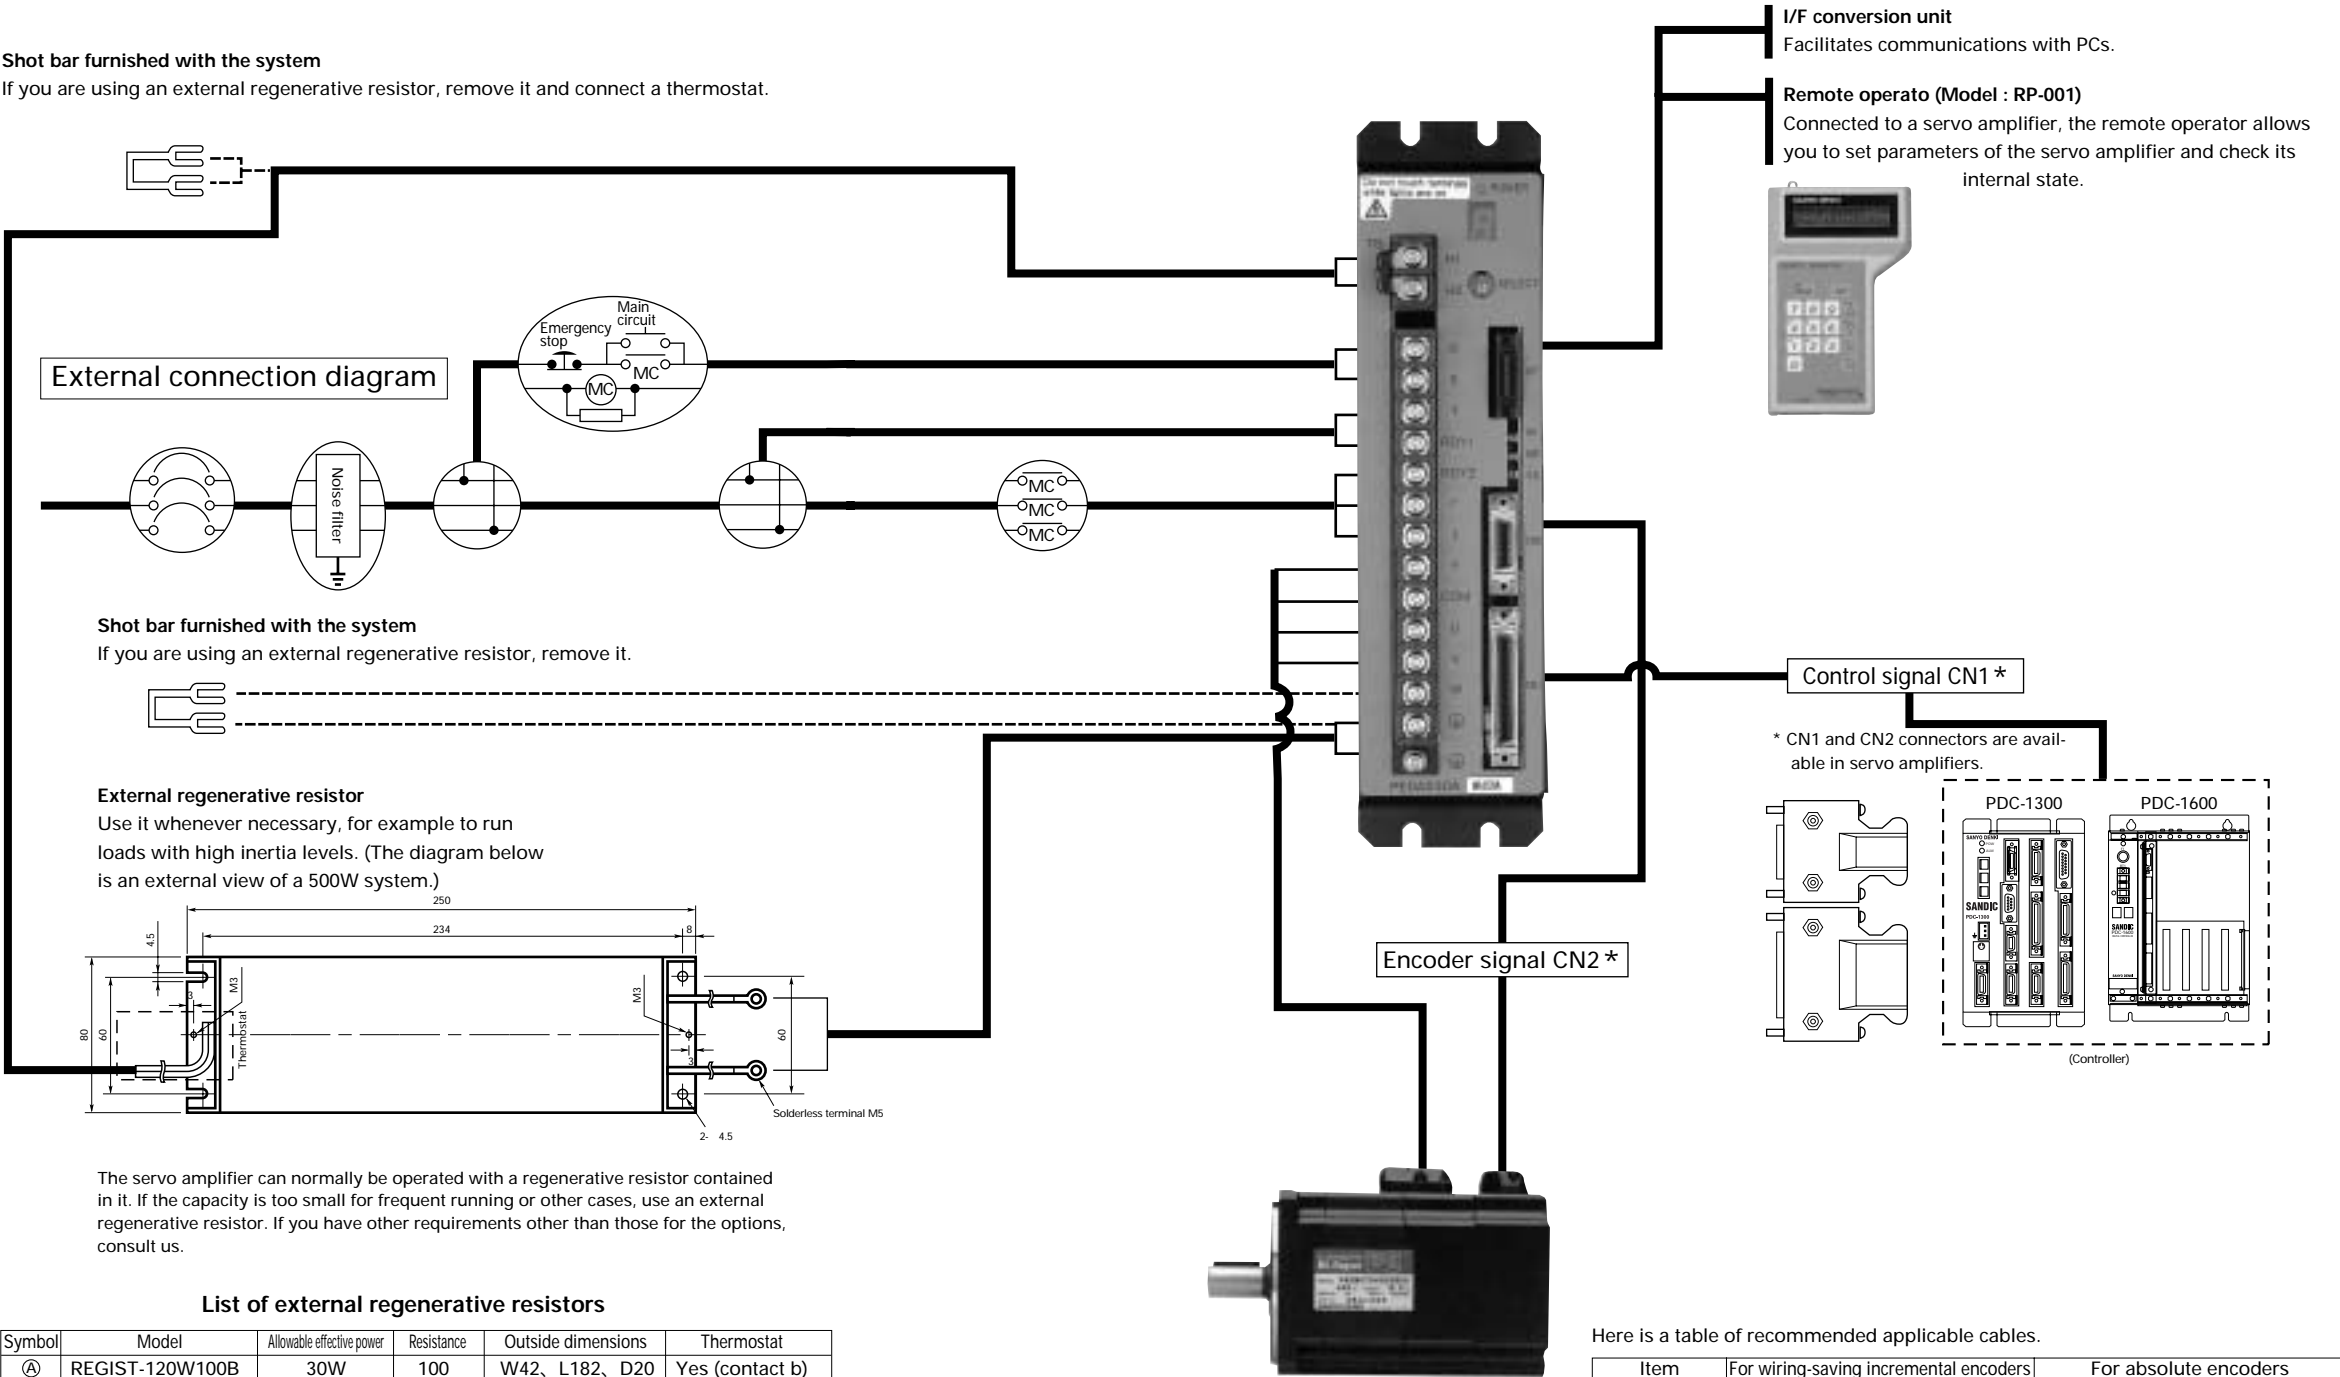 Shot bar furnished with the system
If you are using an external regenerative resistor, remove it and connect a thermostat.
I/F conversion unit
Facilitates communications with PCs.
Remote operato (Model : RP-001)
Connected to a servo amplifier, the remote operator allows
you to set parameters of the servo amplifier and check its
internal state.
External connection diagram
Emergency
stop
Main
circuit
MC
MC
Noise filter
MC
MC
MC
Shot bar furnished with the system
If you are using an external regenerative resistor, remove it.
Control signal CN1*
* CN1 and CN2 connectors are avail-
able in servo amplifiers.
PDC-1300
PDC-1600
SANYO DENKI
SANDIC
PDC-1300
SANDIC
(Controller)
Encoder signal CN2*
External regenerative resistor
Use it whenever necessary, for example to run
loads with high inertia levels. (The diagram below
is an external view of a 500W system.)
250
234
8
4.5
3
M3
M3
80
60
Thermostat
3
60
Solderless terminal M5
2- 4.5
The servo amplifier can normally be operated with a regenerative resistor contained
in it. If the capacity is too small for frequent running or other cases, use an external
regenerative resistor. If you have other requirements other than those for the options,
consult us.
List of external regenerative resistors
Symbol Model Allowable effective power Resistance Outside dimensions Thermostat
Ⓐ REGIST-120W100B 30W 100 W42、L182、D20 Yes (contact b)
Here is a table of recommended applicable cables.
Item For wiring-saving incremental encoders For absolute encoders